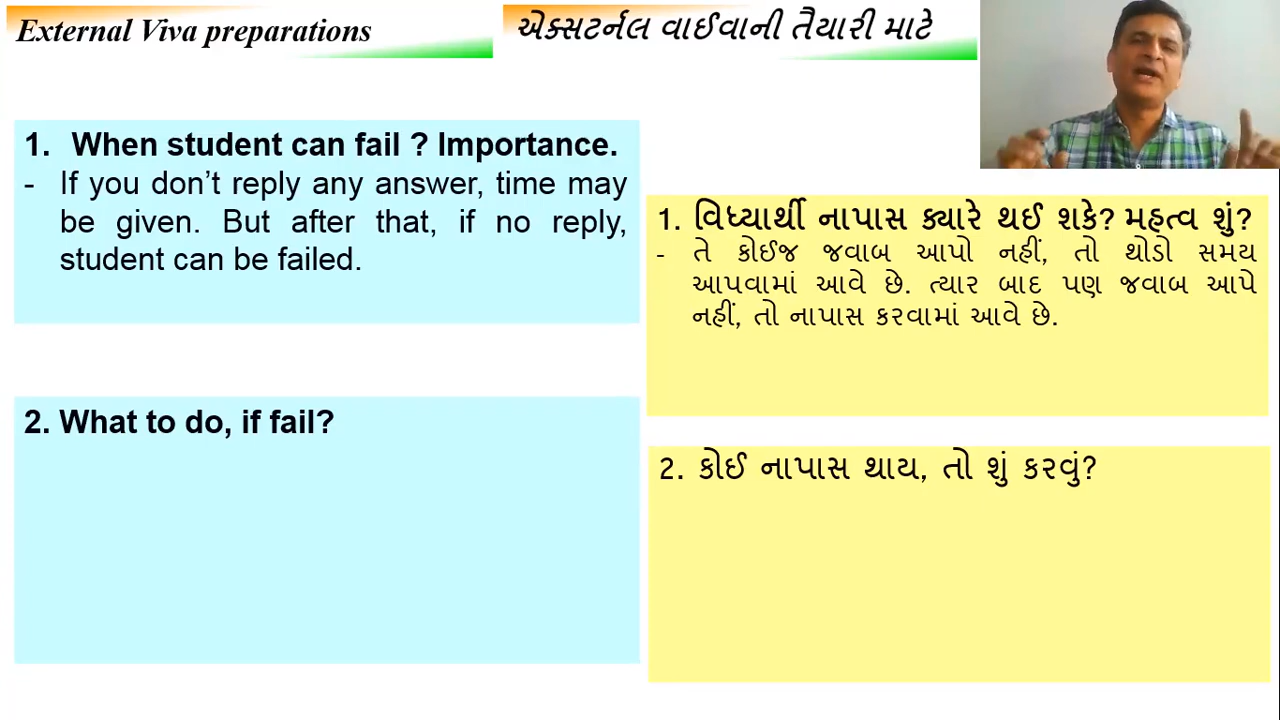 External Viva preparations
એક્સટર્નલ વાઈવાની તૈયારી માટે
1. When student can fail ? Importance.
- If you don’t reply any answer, time may
be given. But after that, if no reply,
student can be failed.
1. વિધ્યાર્થી નાપાસ ક્યારે થઈ શકે? મહત્વ શું?
- તે કોઈજ જવાબ આપો નહીં, તો થોડો સમય
આપવામાં આવે છે. ત્યાર બાદ પણ જવાબ આપે
નહીં, તો નાપાસ કરવામાં આવે છે.
2. What to do, if fail?
2. કોઈ નાપાસ થાય, તો શું કરવું?